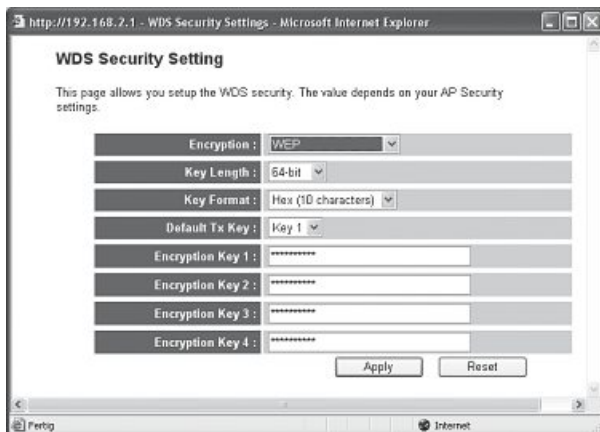 http://192.168.2.1 - WDS Security Settings - Microsoft Internet Explorer
WDS Security Setting
This page allows you setup the WDS security. The value depends on your AP Security
settings.
Encryption : WEP
Key Length : 64-bit
Key Format : Hex (10 characters)
Default Tx Key : Key 1
Encryption Key 1 : **********
Encryption Key 2 : **********
Encryption Key 3 : **********
Encryption Key 4 : **********
Apply Reset
Fertig Internet